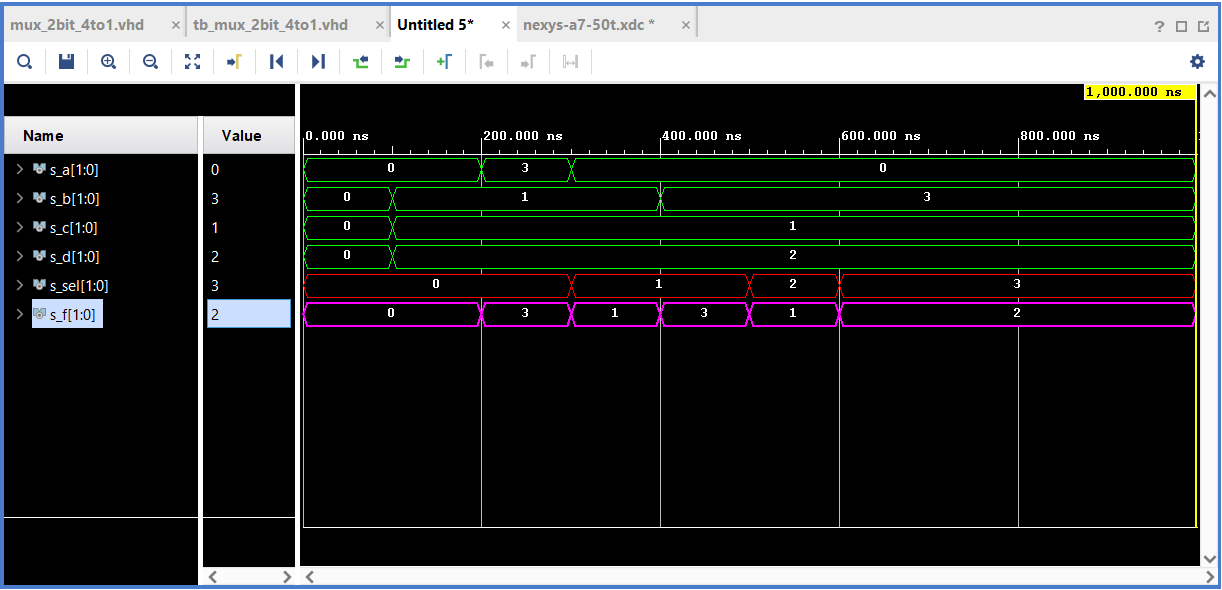 mux_2bit_4to1.vhd × tb_mux_2bit_4to1.vhd × Untitled 5* × nexys-a7-50t.xdc * × ?
1,000.000 ns
Name Value 0.000 ns 200.000 ns 400.000 ns 600.000 ns 800.000 ns
s_a[1:0] 0 0 3 0
s_b[1:0] 3 0 1 3
s_c[1:0] 1 0 1
s_d[1:0] 2 0 2
s_sel[1:0] 3 0 1 2 3
s_f[1:0] 2 0 3 1 3 1 2